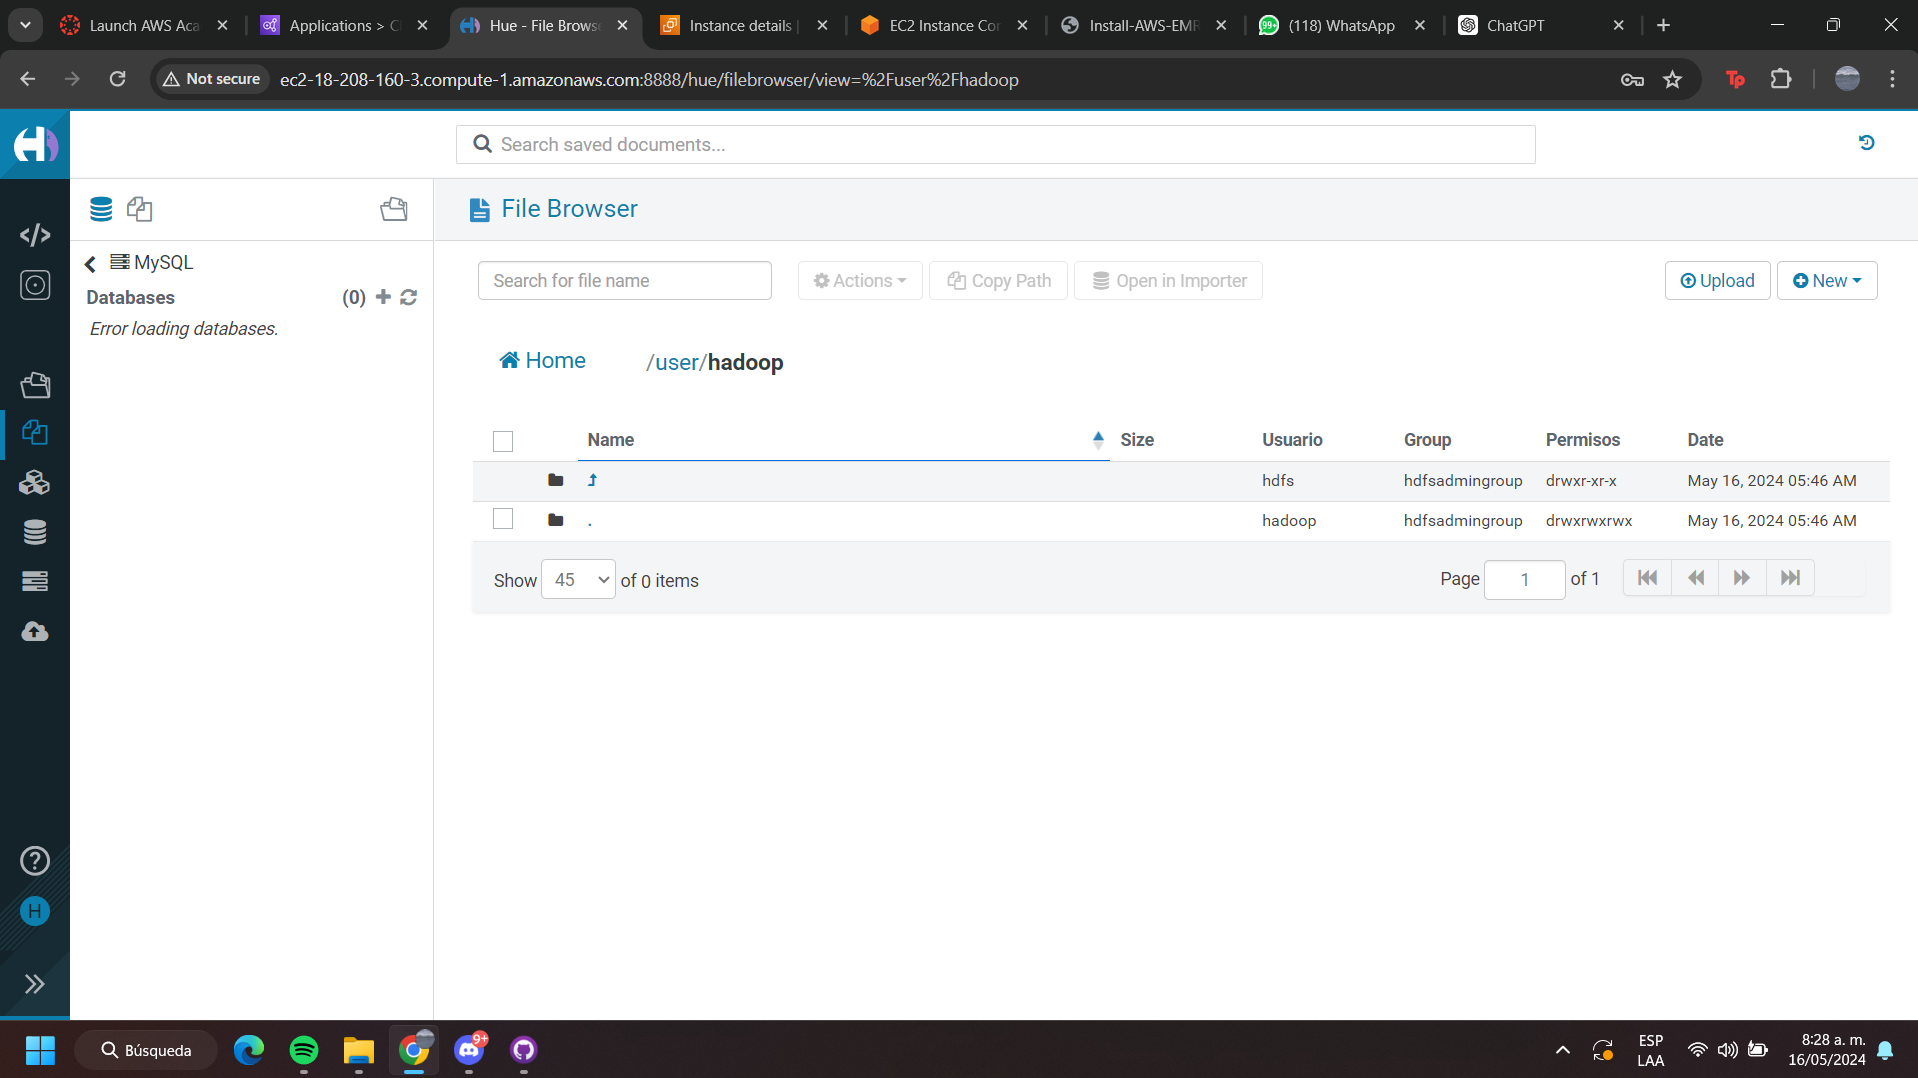 Launch AWS Aca
Applications > C
Hue - File Browse
Instance details |
EC2 Instance Con
Install-AWS-EMR
(118) WhatsApp
ChatGPT
Not secure
ec2-18-208-160-3.compute-1.amazonaws.com:8888/hue/filebrowser/view=%2Fuser%2Fhadoop
Search saved documents...
File Browser
MySQL
Databases (0)
Error loading databases.
Search for file name
Actions
Copy Path
Open in Importer
Upload
New
Home
/user/hadoop
Name Size Usuario Group Permisos Date
hdfs hdfsadmingroup drwxr-xr-x May 16, 2024 05:46 AM
. hadoop hdfsadmingroup drwxrwxrwx May 16, 2024 05:46 AM
Show 45 of 0 items
Page 1 of 1
H
Búsqueda
9+
ESP
LAA
8:28 a. m.
16/05/2024